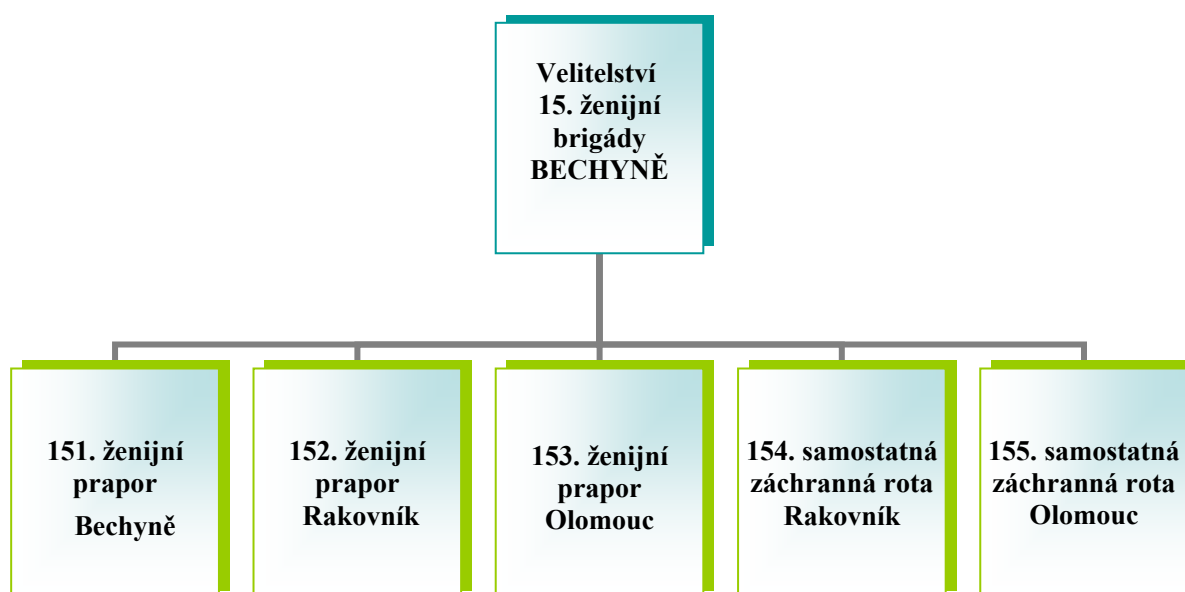 Velitelství
15. ženijní
brigády
BECHYNĚ
151. ženijní
prapor
Bechyně
152. ženijní
prapor
Rakovník
153. ženijní
prapor
Olomouc
154. samostatná
záchranná rota
Rakovník
155. samostatná
záchranná rota
Olomouc